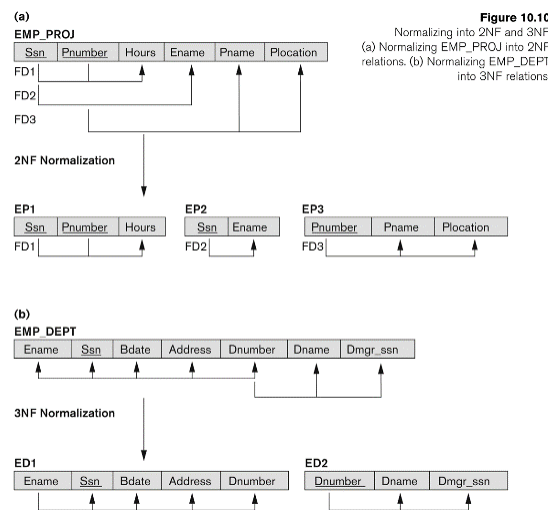 (a)
EMP_PROJ
Ssn Pnumber Hours Ename Pname Plocation
FD1
FD2
FD3
2NF Normalization
Figure 10.10
Normalizing into 2NF and 3NF
(a) Normalizing EMP_PROJ into 2NF
relations. (b) Normalizing EMP_DEPT
into 3NF relations
EP1
Ssn Pnumber Hours
FD1
EP2
Ssn Ename
FD2
EP3
Pnumber Pname Plocation
FD3
(b)
EMP_DEPT
Ename Ssn Bdate Address Dnumber Dname Dmgr_ssn
3NF Normalization
ED1
Ename Ssn Bdate Address Dnumber
ED2
Dnumber Dname Dmgr_ssn